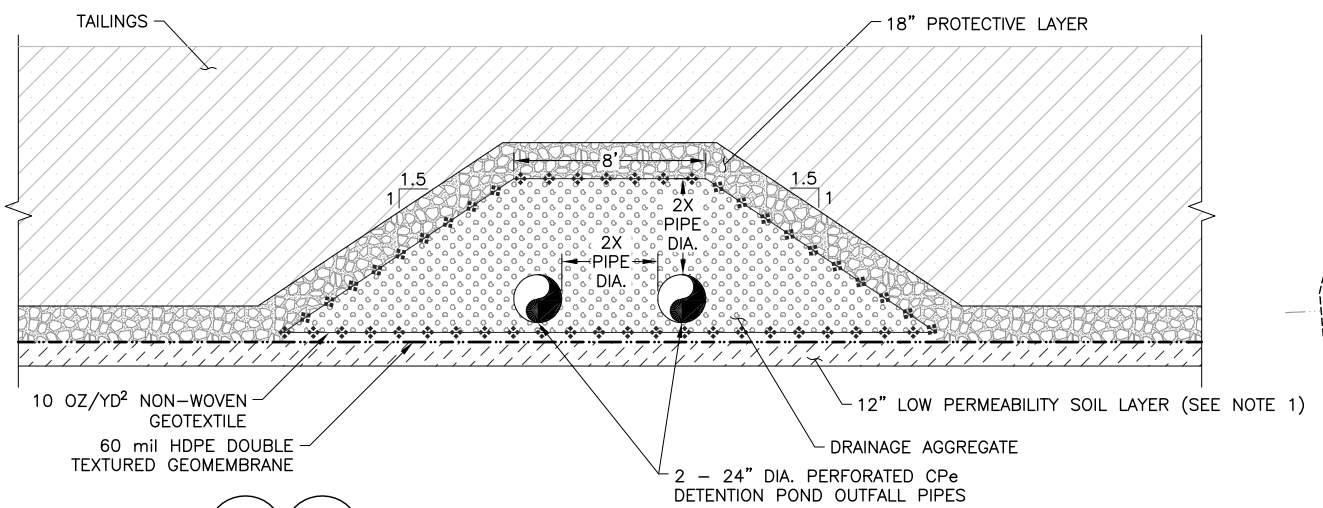 TAILINGS
18" PROTECTIVE LAYER
8'
1.5
1
1.5
1
2X
PIPE
DIA.
2X
PIPE
DIA.
10 OZ/YD² NON-WOVEN
GEOTEXTILE
60 mil HDPE DOUBLE
TEXTURED GEOMEMBRANE
12" LOW PERMEABILITY SOIL LAYER (SEE NOTE 1)
DRAINAGE AGGREGATE
2 - 24" DIA. PERFORATED CPe
DETENTION POND OUTFALL PIPES